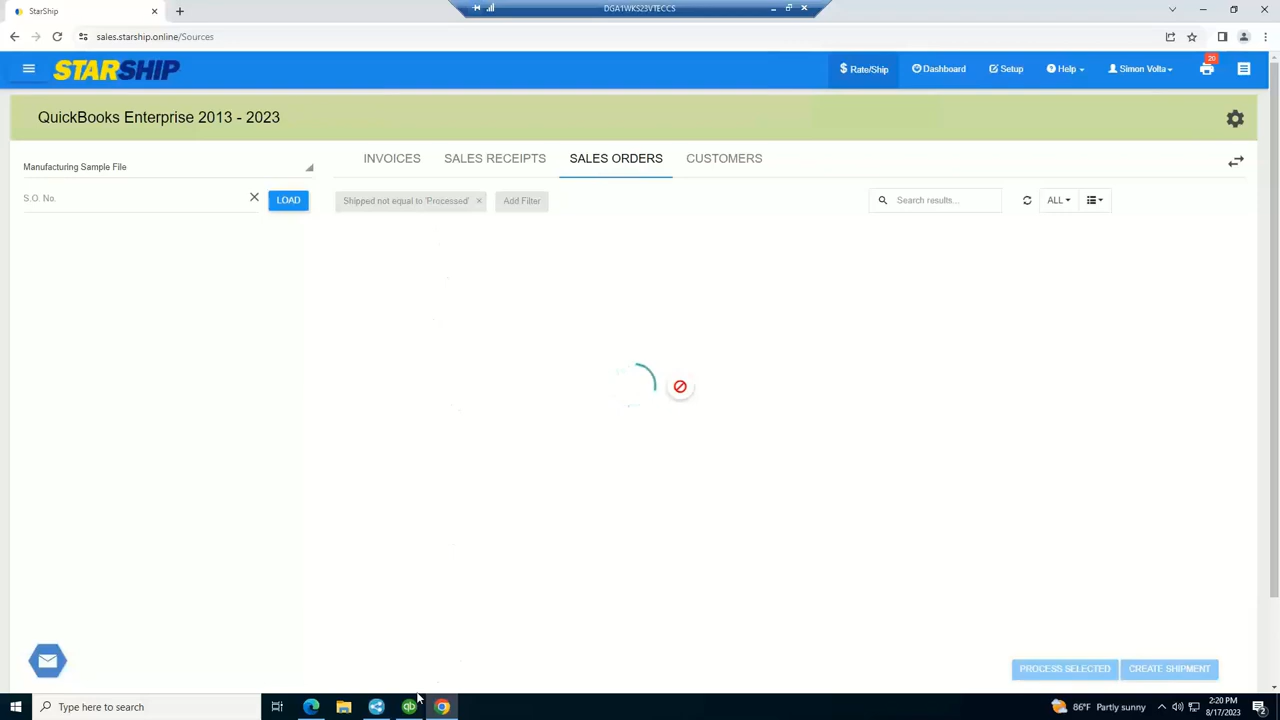 StarShip
DGA1WKS23VTECCS
sales.starship.online/Sources
STARSHIP
$ Rate/Ship
Dashboard
Setup
Help
Simon Volta
20
QuickBooks Enterprise 2013 - 2023
Manufacturing Sample File
INVOICES
SALES RECEIPTS
SALES ORDERS
CUSTOMERS
S.O. No.
LOAD
Shipped not equal to 'Processed'
Add Filter
Search results...
ALL
PROCESS SELECTED
CREATE SHIPMENT
Type here to search
qb
86°F Partly sunny
2:20 PM
8/17/2023
2